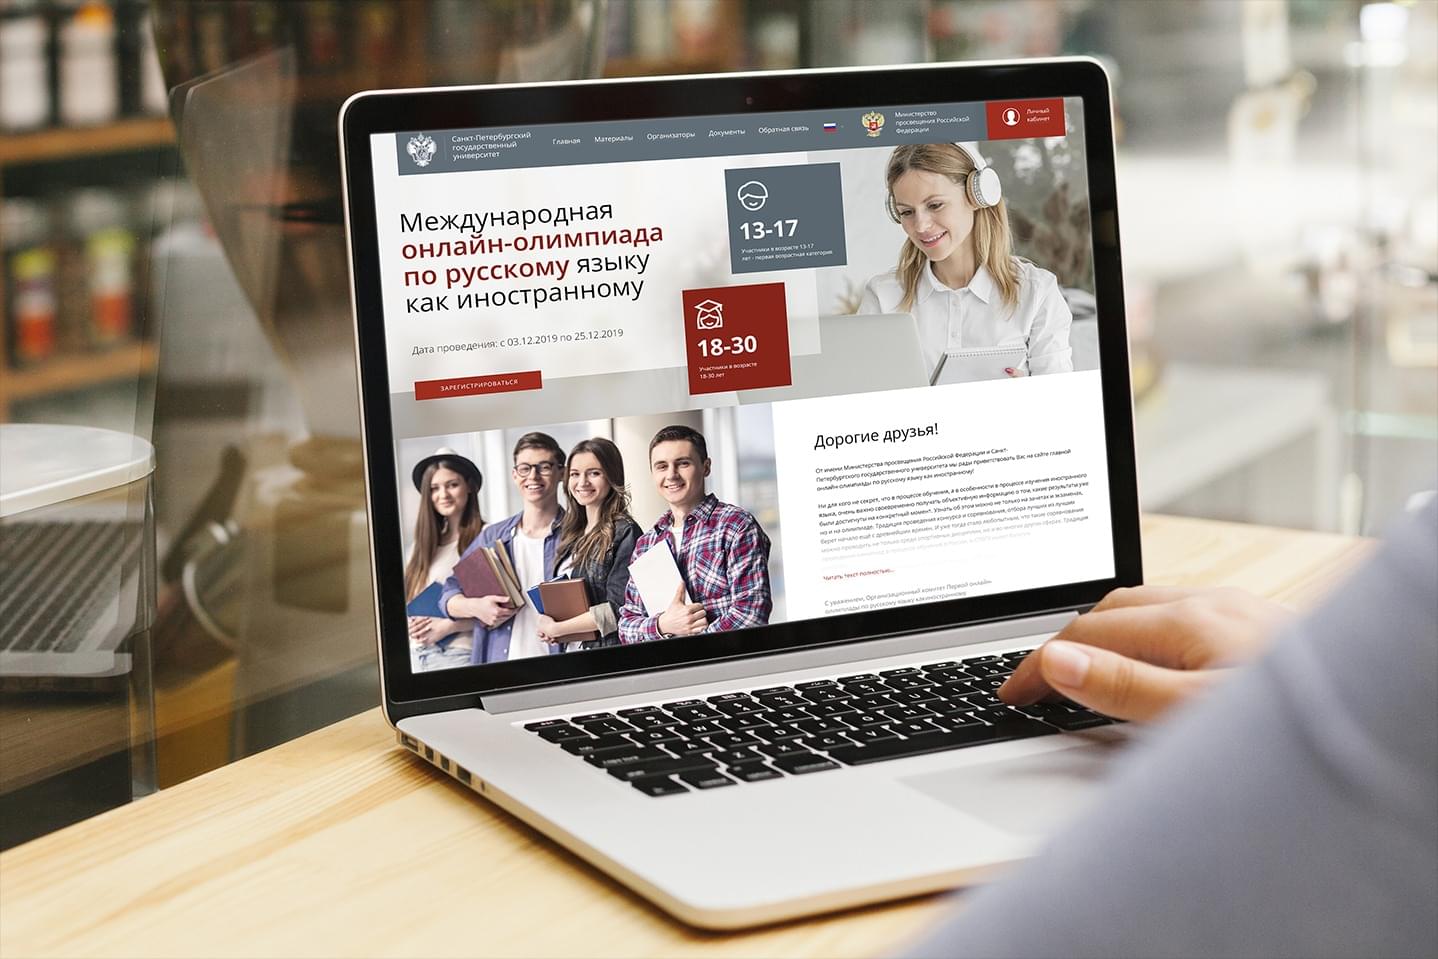 Санкт-Петербургский
государственный
университет
Главная
Материалы
Организаторы
Документы
Обратная связь
Министерство
просвещения Российской
Федерации
Личный
кабинет
Международная
онлайн-олимпиада
по русскому языку
как иностранному
Дата проведения: с 03.12.2019 по 25.12.2019
ЗАРЕГИСТРИРОВАТЬСЯ
13-17
Участники в возрасте 13-17
лет - первая возрастная категория
18-30
Участники в возрасте
18-30 лет
Дорогие друзья!
От имени Министерства просвещения Российской Федерации и Санкт-
Петербургского государственного университета мы рады приветствовать Вас на сайте главной
онлайн олимпиады по русскому языку как иностранному!
Ни для кого не секрет, что в процессе обучения, а в особенности в процессе изучения иностранного
языка, очень важно своевременно получать объективную информацию о том, какие результаты уже
были достигнуты на конкретный момент. Узнать об этом можно не только на зачетах и экзаменах,
но и на олимпиаде. Традиция проведения конкурса и соревнования, отбора лучших из лучших
берет начало ещё с древнейших времён. И уже тогда стало любопытным, что такие соревнования
можно проводить не только среди спортивных дисциплин, но и во многих других сферах. Традиция
Читать текст полностью...
С уважением, Организационный комитет Первой онлайн
олимпиады по русскому языку как иностранному